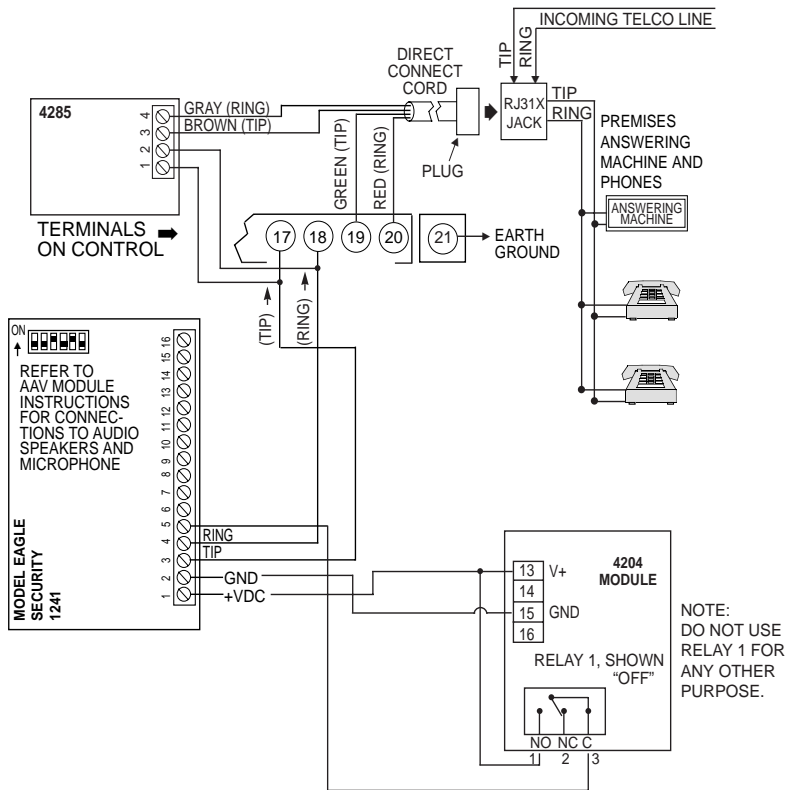 INCOMING TELCO LINE
TIP
RING
DIRECT
CONNECT
CORD
4285
4
3
2
1
GRAY (RING)
BROWN (TIP)
GREEN (TIP)
RED (RING)
PLUG
RJ31X
JACK
TIP
RING
PREMISES
ANSWERING
MACHINE AND
PHONES
ANSWERING
MACHINE
TERMINALS
ON CONTROL
17
18
19
20
21
EARTH
GROUND
(TIP)
(RING)
ON
REFER TO
AAV MODULE
INSTRUCTIONS
FOR CONNEC-
TIONS TO AUDIO
SPEAKERS AND
MICROPHONE
MODEL EAGLE
SECURITY
1241
16
15
14
13
12
11
10
9
8
7
6
5
4
3
2
1
RING
TIP
GND
+VDC
4204
MODULE
13 V+
14
15 GND
16
RELAY 1, SHOWN
“OFF”
NO NC C
1 2 3
NOTE:
DO NOT USE
RELAY 1 FOR
ANY OTHER
PURPOSE.